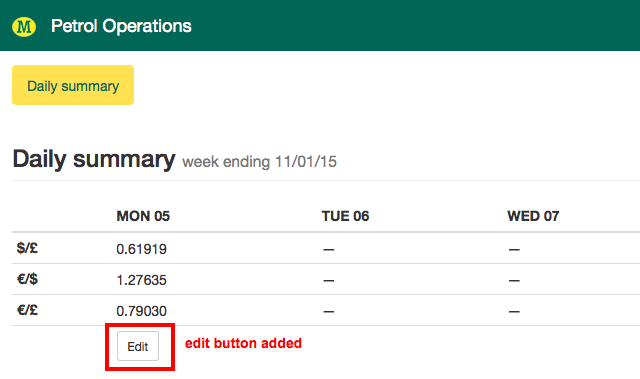 M Petrol Operations
Daily summary
Daily summary week ending 11/01/15
MON 05 TUE 06 WED 07
$/£ 0.61919 — —
€/$ 1.27635 — —
€/£ 0.79030 — —
Edit edit button added